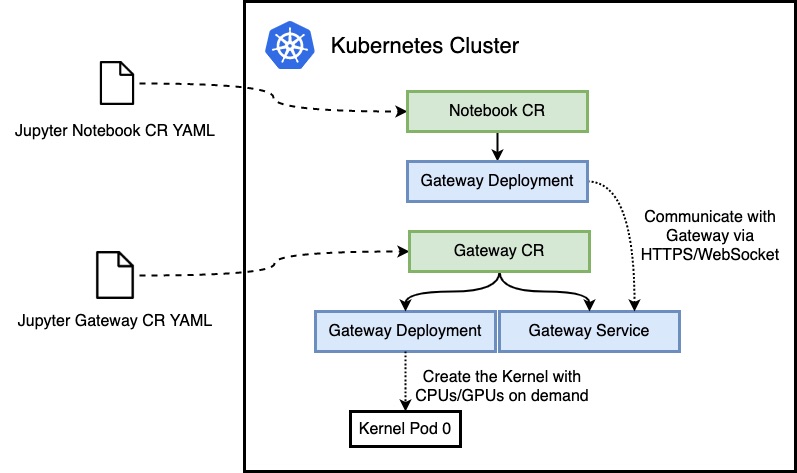 Kubernetes Cluster
Jupyter Notebook CR YAML
Notebook CR
Gateway Deployment
Communicate with
Gateway via
HTTPS/WebSocket
Gateway CR
Jupyter Gateway CR YAML
Gateway Deployment
Gateway Service
Create the Kernel with
CPUs/GPUs on demand
Kernel Pod 0